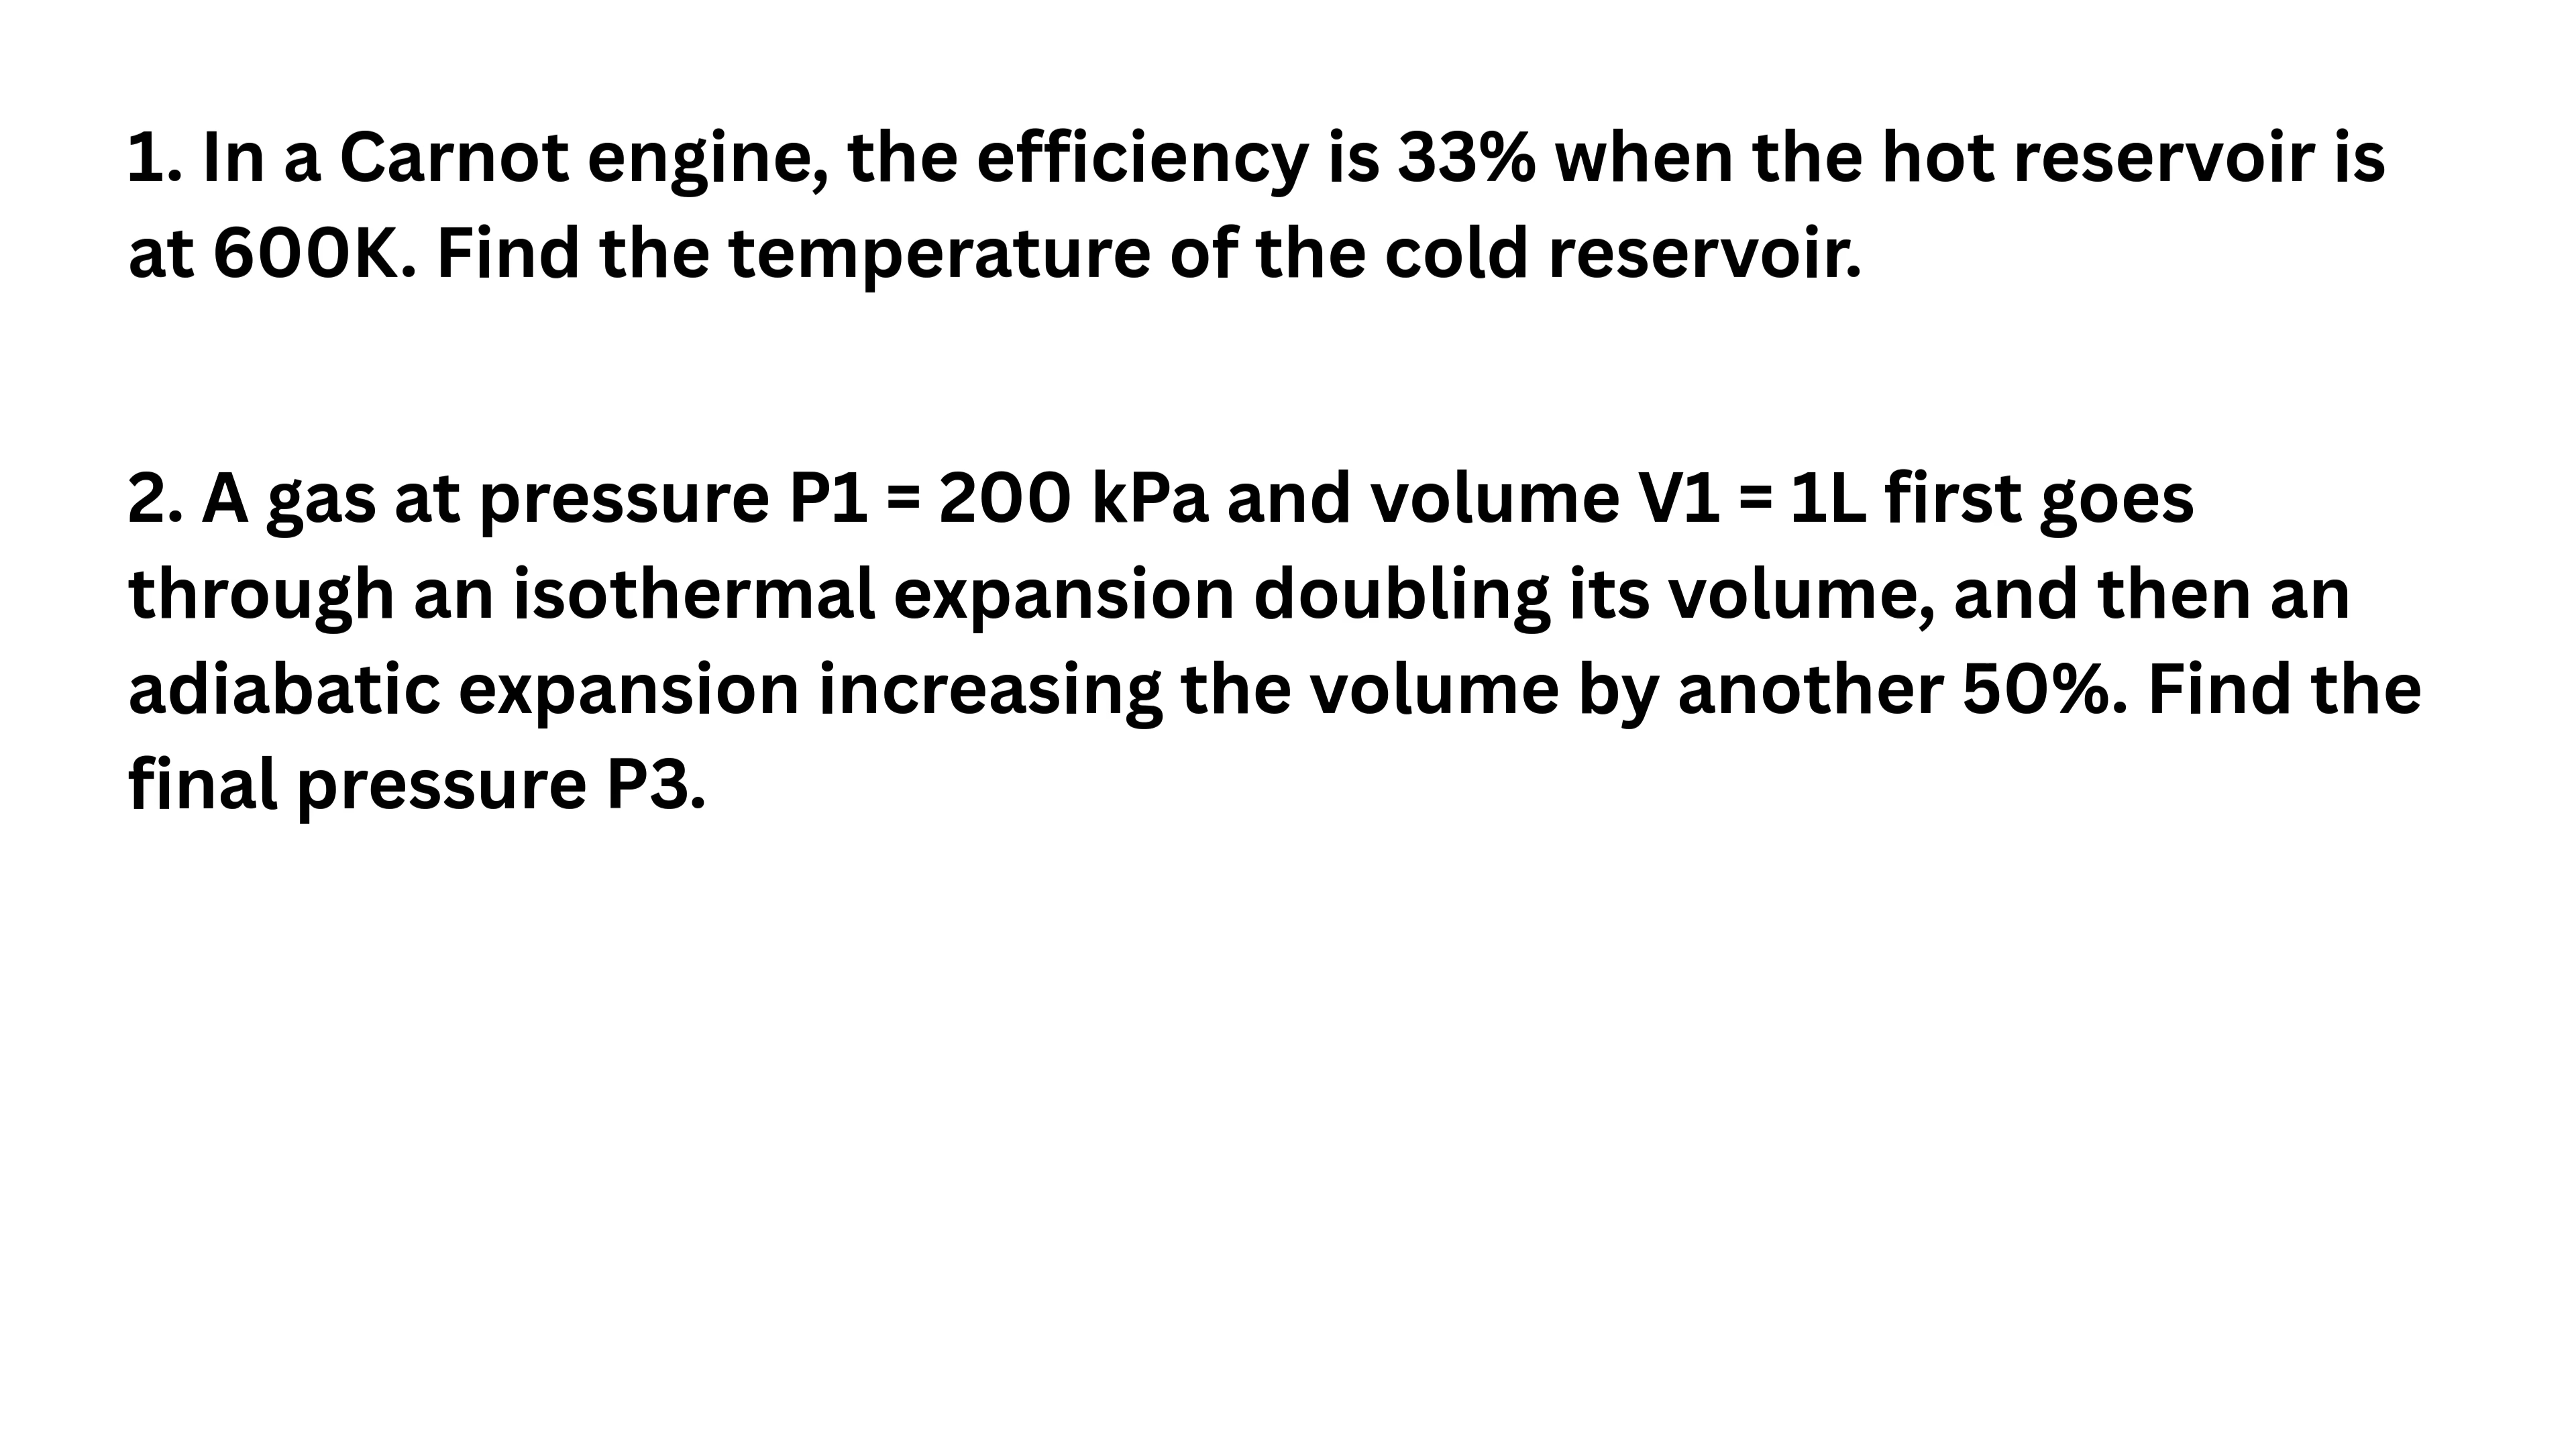 1. In a Carnot engine, the efficiency is 33% when the hot reservoir is
at 600K. Find the temperature of the cold reservoir.
2. A gas at pressure P1 = 200 kPa and volume V1 = 1L first goes
through an isothermal expansion doubling its volume, and then an
adiabatic expansion increasing the volume by another 50%. Find the
final pressure P3.